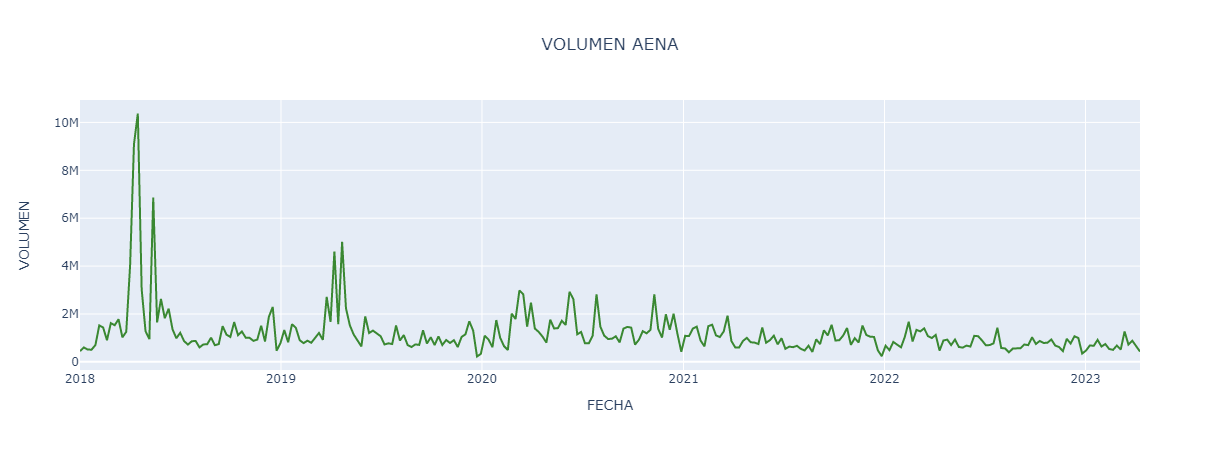 VOLUMEN AENA
VOLUMEN
10M
8M
6M
4M
2M
0
2018
2019
2020
2021
2022
2023
FECHA